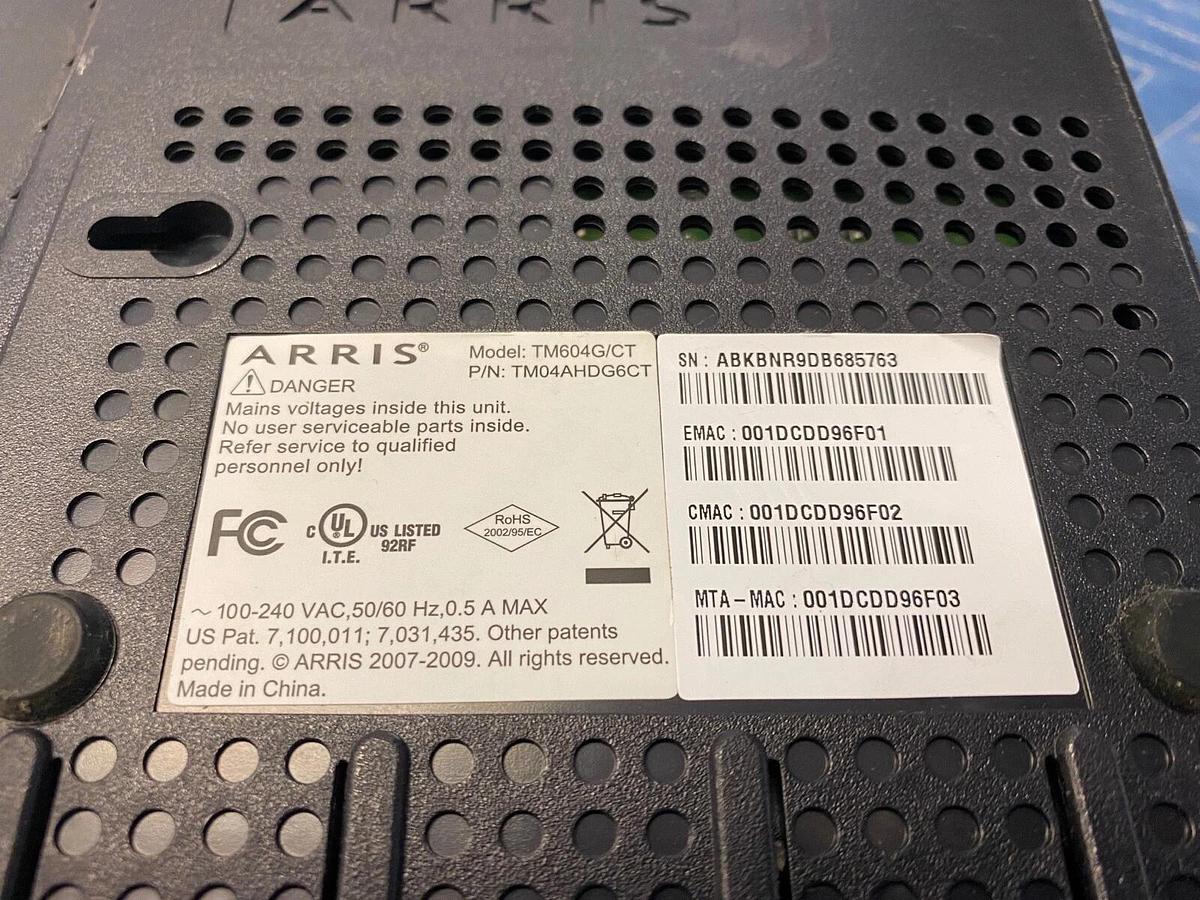 ARRIS
ARRIS®
Model: TM604G/CT
P/N: TM04AHDG6CT
DANGER
Mains voltages inside this unit.
No user serviceable parts inside.
Refer service to qualified
personnel only!
FC
C UL® US LISTED
92RF
I.T.E.
RoHS
2002/95/EC
~ 100-240 VAC,50/60 Hz,0.5 A MAX
US Pat. 7,100,011; 7,031,435. Other patents
pending. © ARRIS 2007-2009. All rights reserved.
Made in China.
SN : ABKBNR9DB685763
EMAC : 001DCDD96F01
CMAC : 001DCDD96F02
MTA-MAC : 001DCDD96F03